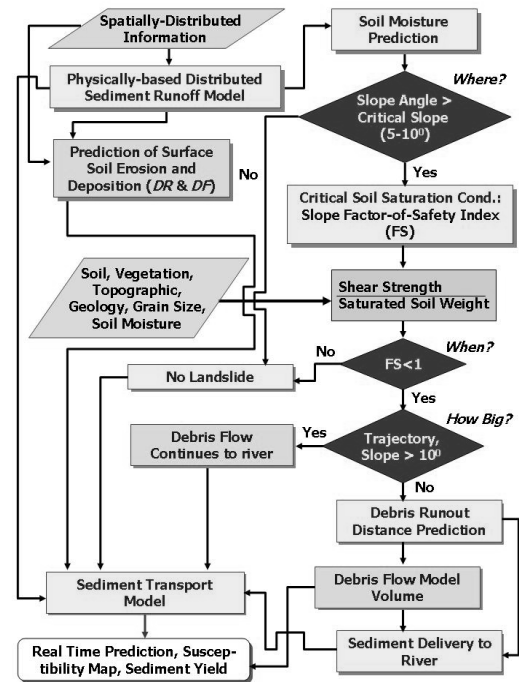 Spatially-Distributed
Information
Soil Moisture
Prediction
Physically-based Distributed
Sediment Runoff Model
Where?
Slope Angle >
Critical Slope
(5-10⁰)
Prediction of Surface
Soil Erosion and
Deposition (DR & DF)
No
Yes
Critical Soil Saturation Cond.:
Slope Factor-of-Safety Index
(FS)
Soil, Vegetation,
Topographic,
Geology, Grain Size,
Soil Moisture
Shear Strength
Saturated Soil Weight
When?
No
FS<1
No Landslide
Yes
How Big?
Debris Flow
Continues to river
Yes
Trajectory,
Slope > 10⁰
No
Debris Runout
Distance Prediction
Sediment Transport
Model
Debris Flow Model
Volume
Real Time Prediction, Suscep-
tibility Map, Sediment Yield
Sediment Delivery to
River